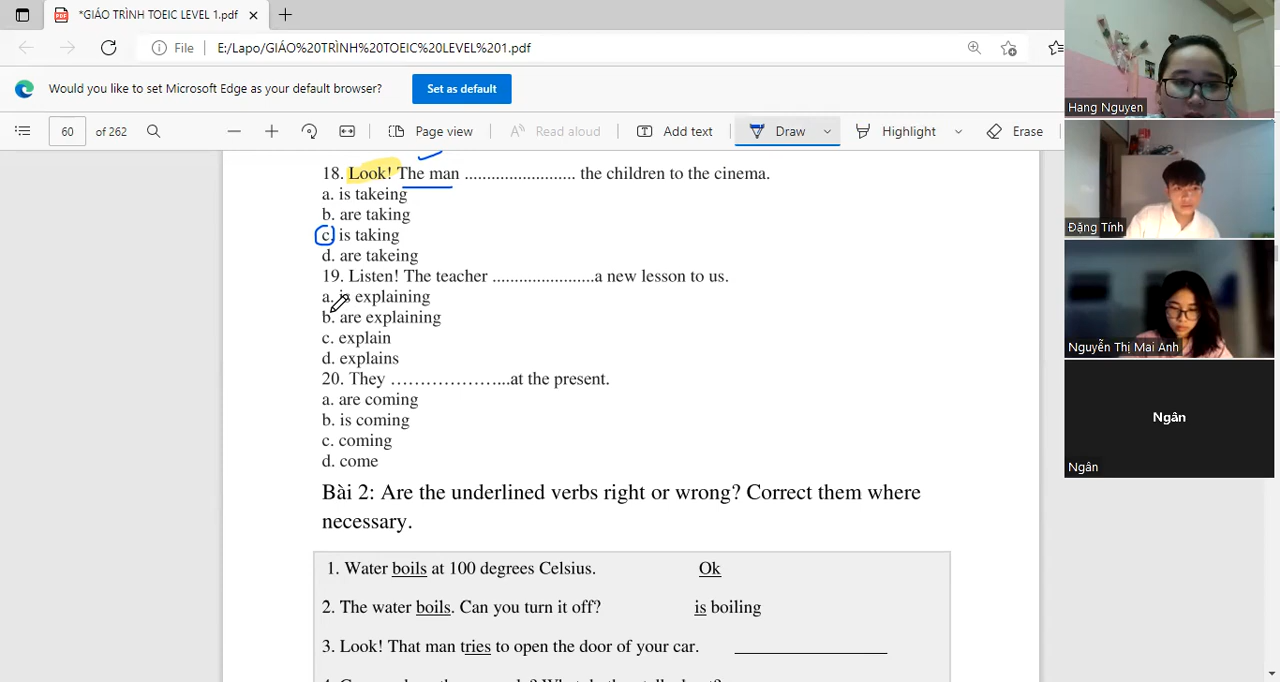 *GIÁO TRÌNH TOEIC LEVEL 1.pdf
File E:/Lapo/GIÁO%20TRÌNH%20TOEIC%20LEVEL%201.pdf
Would you like to set Microsoft Edge as your default browser? Set as default
60 of 262 Page view Read aloud Add text Draw Highlight Erase
18. Look! The man ......................... the children to the cinema.
a. is takeing
b. are taking
c. is taking
d. are takeing
19. Listen! The teacher .......................a new lesson to us.
a. is explaining
b. are explaining
c. explain
d. explains
20. They …………………...at the present.
a. are coming
b. is coming
c. coming
d. come
Bài 2: Are the underlined verbs right or wrong? Correct them where
necessary.
1. Water boils at 100 degrees Celsius. Ok
2. The water boils. Can you turn it off? is boiling
3. Look! That man tries to open the door of your car. ________________
Hang Nguyen
Đặng Tính
Nguyễn Thị Mai Anh
Ngân
Ngân